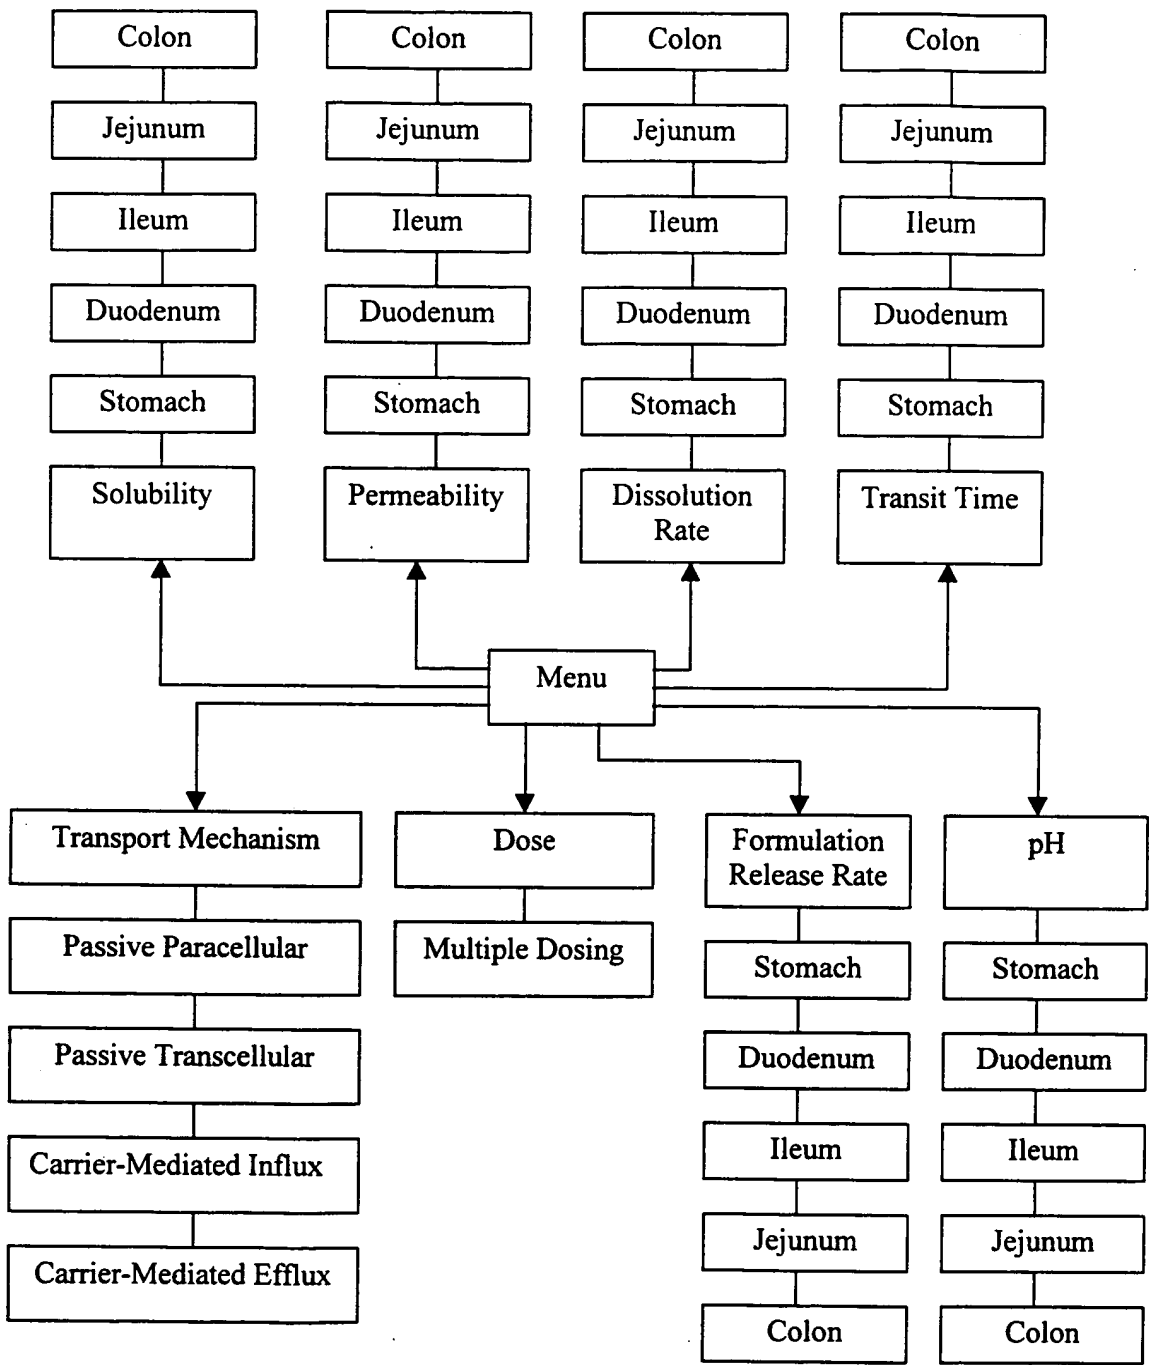 Colon
Colon
Colon
Colon
Jejunum
Jejunum
Jejunum
Jejunum
Ileum
Ileum
Ileum
Ileum
Duodenum
Duodenum
Duodenum
Duodenum
Stomach
Stomach
Stomach
Stomach
Solubility
Permeability
Dissolution
Rate
Transit Time
Menu
Transport Mechanism
Dose
Formulation
Release Rate
pH
Passive Paracellular
Multiple Dosing
Stomach
Stomach
Passive Transcellular
Duodenum
Duodenum
Carrier-Mediated Influx
Ileum
Ileum
Carrier-Mediated Efflux
Jejunum
Jejunum
Colon
Colon